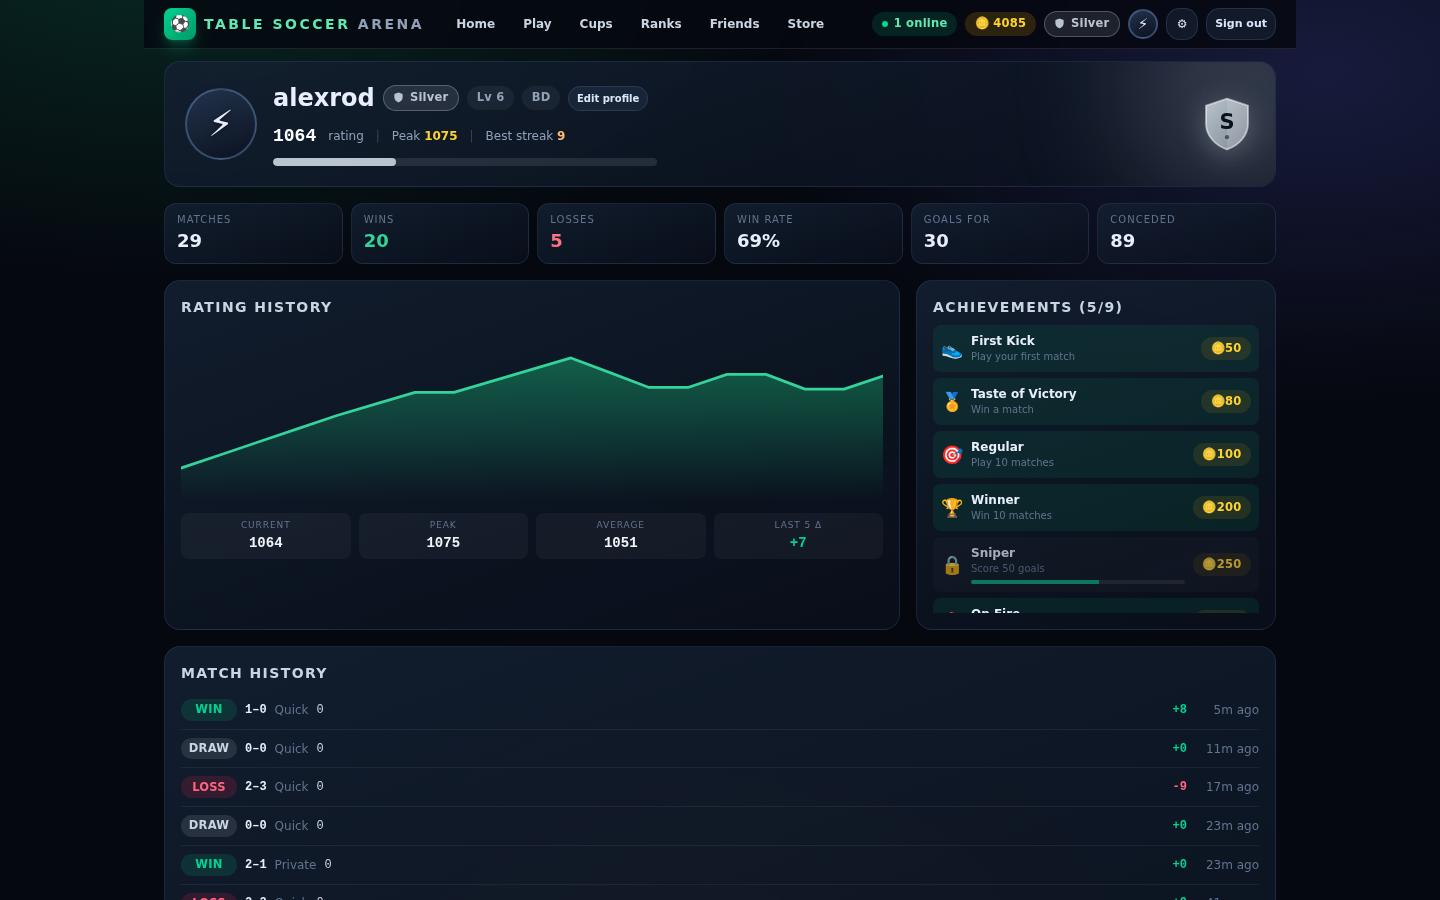 TABLE SOCCER ARENA
Home Play Cups Ranks Friends Store
1 online 4085 Silver Sign out
alexrod Silver Lv 6 BD Edit profile
1064 rating | Peak 1075 | Best streak 9
S
MATCHES
29
WINS
20
LOSSES
5
WIN RATE
69%
GOALS FOR
30
CONCEDED
89
RATING HISTORY
CURRENT
1064
PEAK
1075
AVERAGE
1051
LAST 5 Δ
+7
ACHIEVEMENTS (5/9)
First Kick
Play your first match
50
Taste of Victory
Win a match
80
Regular
Play 10 matches
100
Winner
Win 10 matches
200
Sniper
Score 50 goals
250
On Fire
MATCH HISTORY
WIN 1–0 Quick 0 +8 5m ago
DRAW 0–0 Quick 0 +0 11m ago
LOSS 2–3 Quick 0 -9 17m ago
DRAW 0–0 Quick 0 +0 23m ago
WIN 2–1 Private 0 +0 23m ago